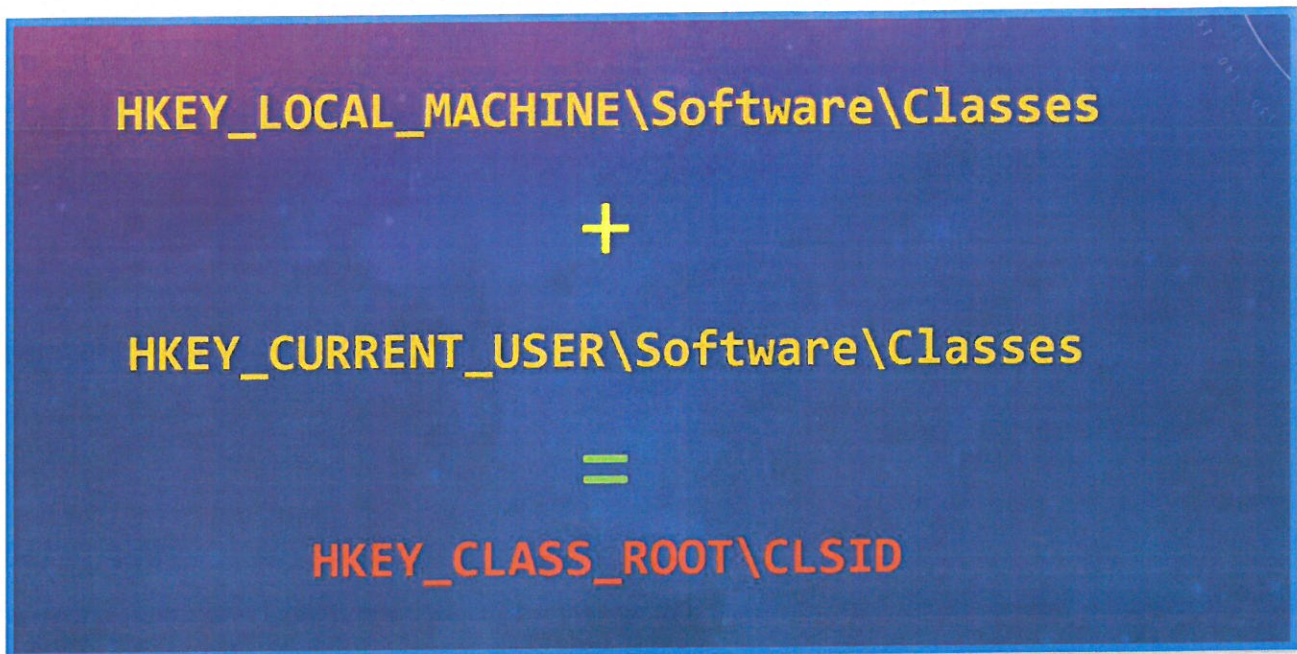 HKEY_LOCAL_MACHINE\Software\Classes
+
HKEY_CURRENT_USER\Software\Classes
=
HKEY_CLASS_ROOT\CLSID